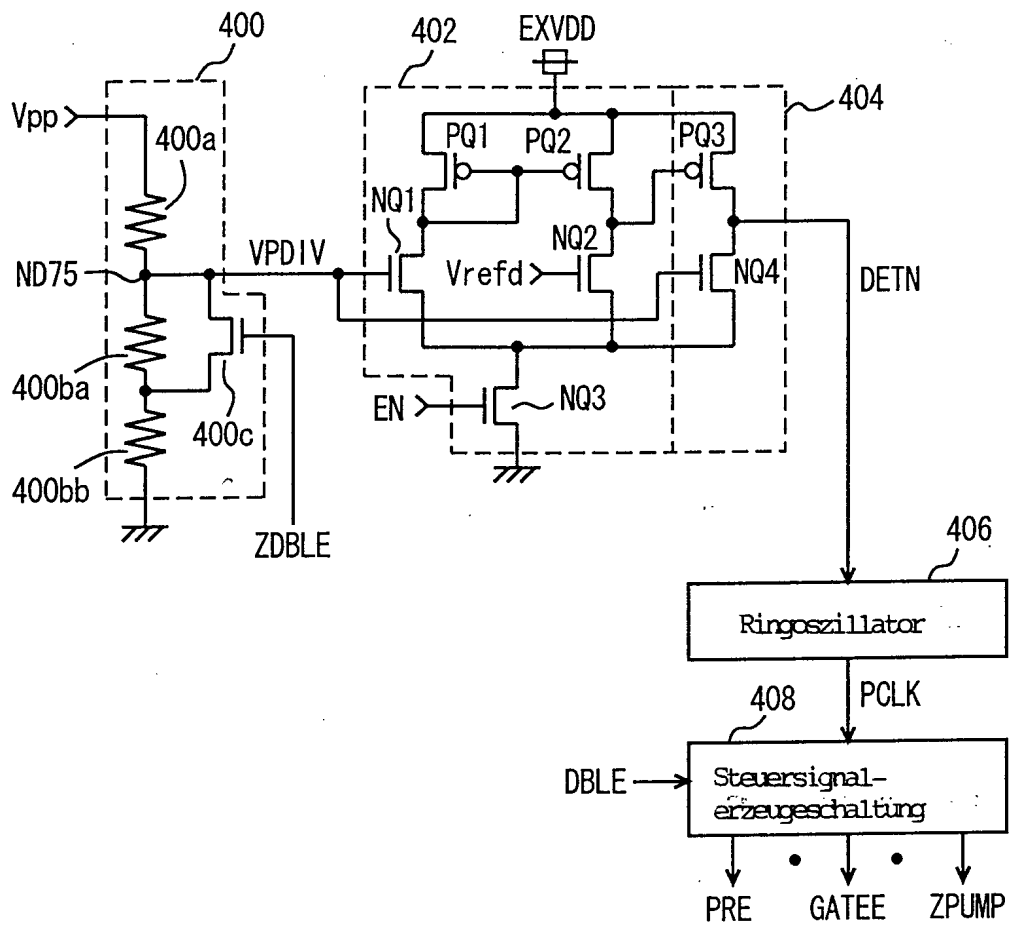 400
402
EXVDD
404
Vpp
400a
PQ1
PQ2
PQ3
NQ1
ND75
VPDIV
NQ2
Vrefd
NQ4
DETN
400ba
EN
NQ3
400c
400bb
ZDBLE
406
Ringoszillator
PCLK
408
DBLE
Steuersignal-
erzeugeschaltung
PRE
GATEE
ZPUMP